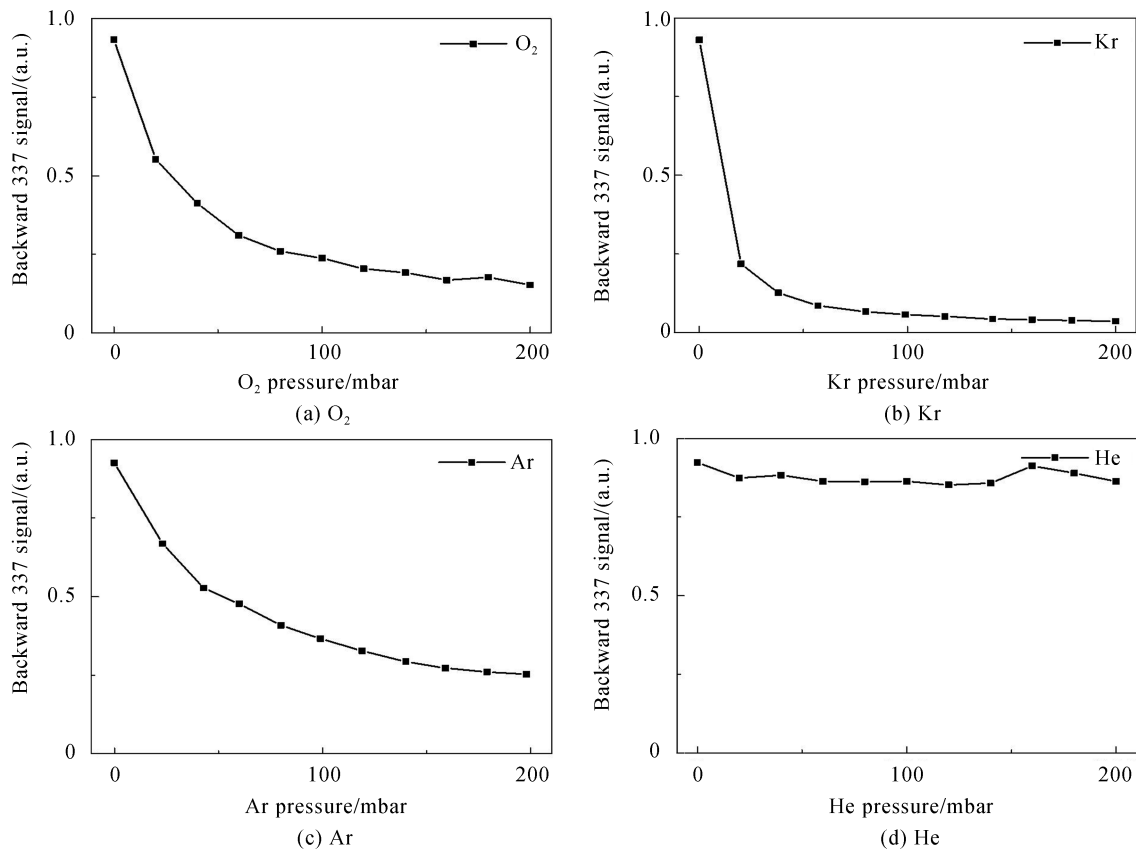 1.0
0.5
0
Backward 337 signal/(a.u.)
O₂
0 100 200
O₂ pressure/mbar
(a) O₂
1.0
0.5
0
Backward 337 signal/(a.u.)
Kr
0 100 200
Kr pressure/mbar
(b) Kr
1.0
0.5
0
Backward 337 signal/(a.u.)
Ar
0 100 200
Ar pressure/mbar
(c) Ar
1.0
0.5
0
Backward 337 signal/(a.u.)
He
0 100 200
He pressure/mbar
(d) He